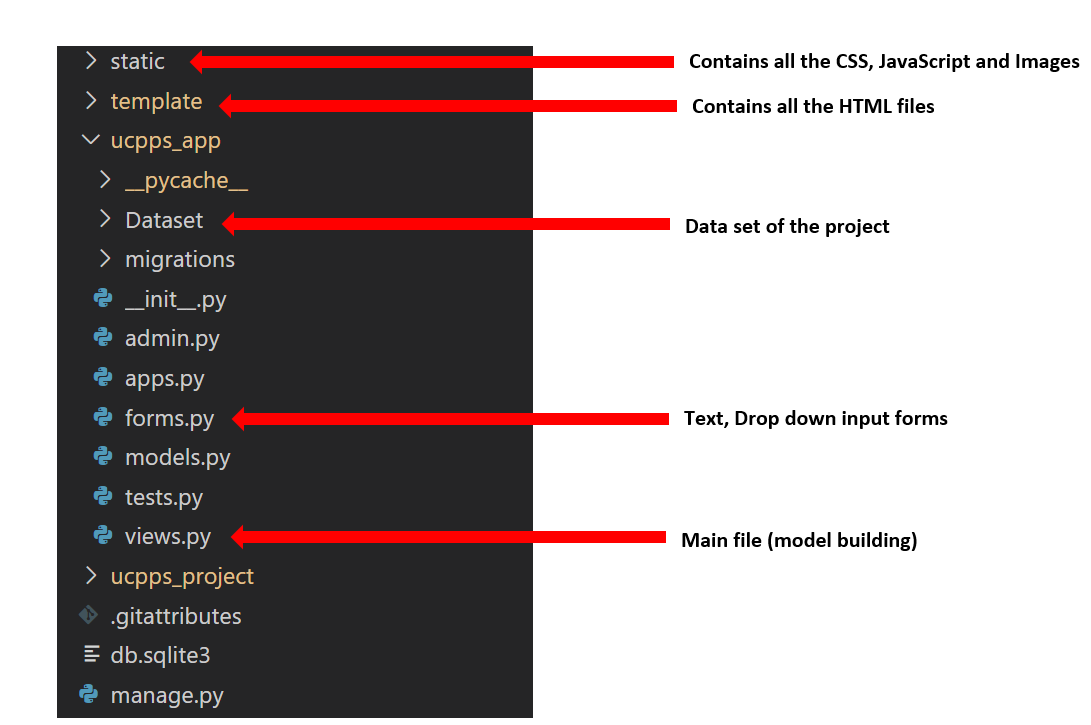 static
Contains all the CSS, JavaScript and Images
template
Contains all the HTML files
ucpps_app
__pycache__
Dataset
Data set of the project
migrations
__init__.py
admin.py
apps.py
forms.py
Text, Drop down input forms
models.py
tests.py
views.py
Main file (model building)
ucpps_project
.gitattributes
db.sqlite3
manage.py